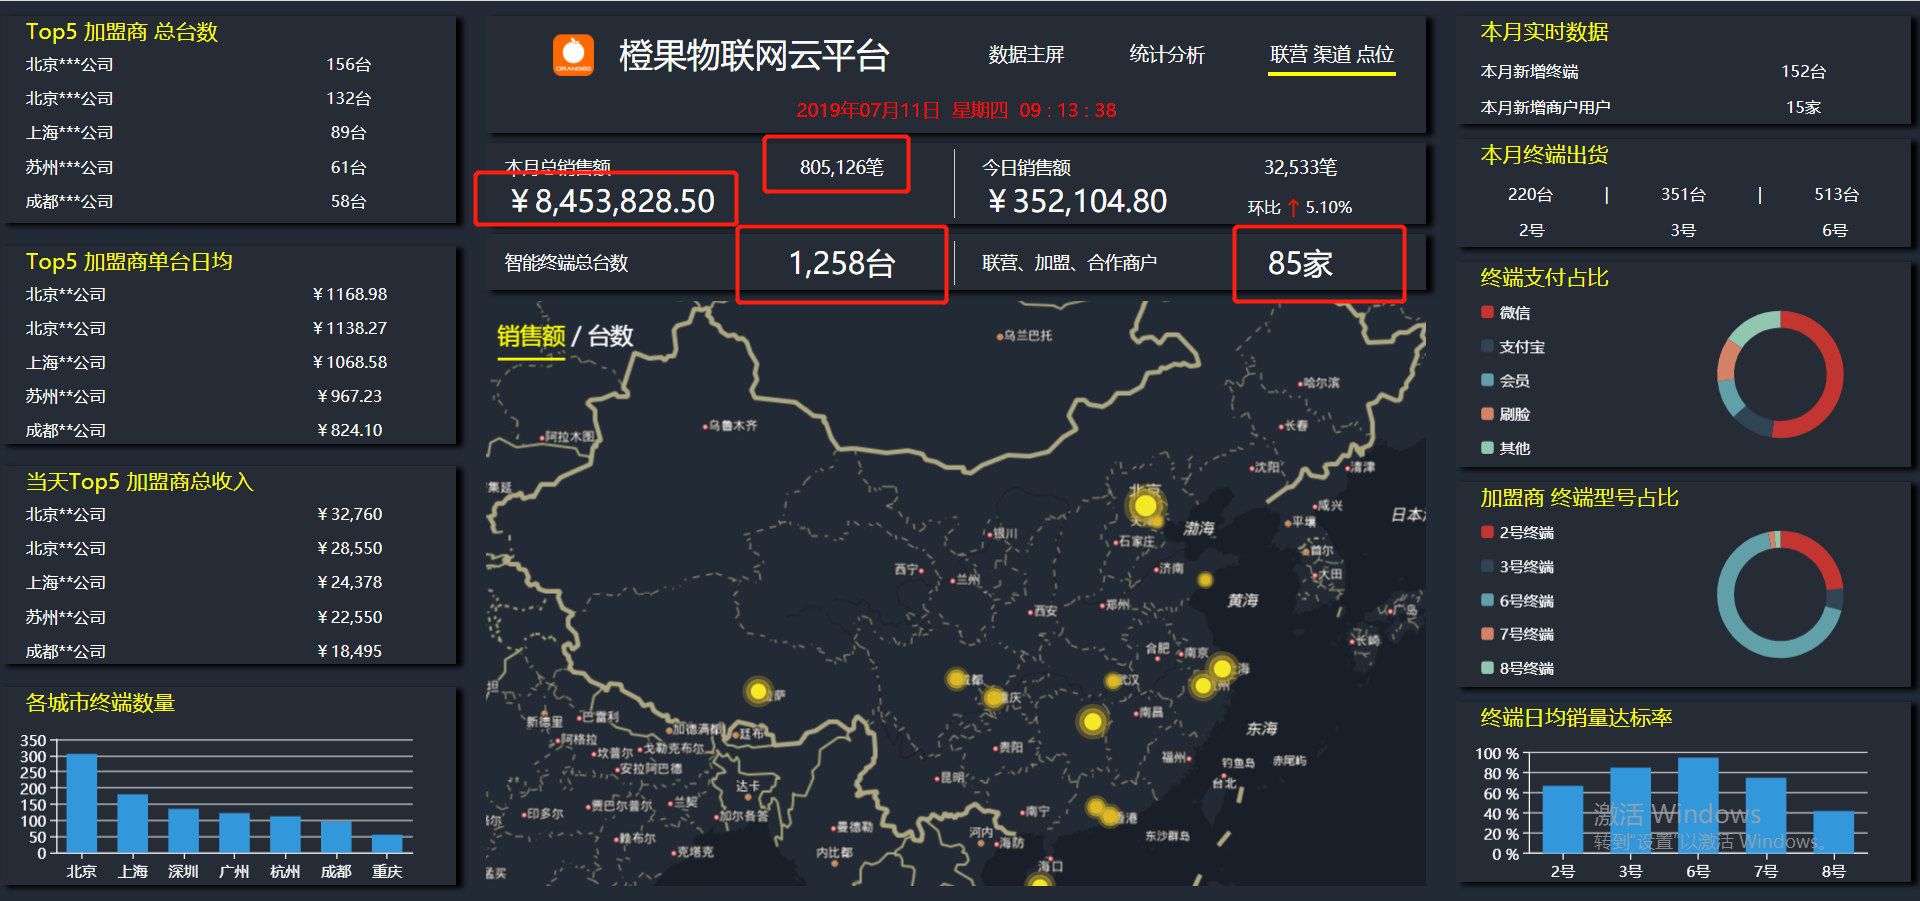 Top5 加盟商 总台数
北京***公司 156台
北京***公司 132台
上海***公司 89台
苏州***公司 61台
成都***公司 58台
Top5 加盟商单台日均
北京**公司 ￥1168.98
北京**公司 ￥1138.27
上海**公司 ￥1068.58
苏州**公司 ￥967.23
成都**公司 ￥824.10
当天Top5 加盟商总收入
北京**公司 ￥32,760
北京**公司 ￥28,550
上海**公司 ￥24,378
苏州**公司 ￥22,550
成都**公司 ￥18,495
各城市终端数量
350
300
250
200
150
100
50
0
北京 上海 深圳 广州 杭州 成都 重庆
ORANGED
橙果物联网云平台
数据主屏 统计分析 联营 渠道 点位
2019年07月11日 星期四 09 : 13 : 38
本月总销售额 805,126笔
￥8,453,828.50
今日销售额 32,533笔
￥352,104.80 环比 ↑ 5.10%
智能终端总台数 1,258台
联营、加盟、合作商户 85家
销售额 / 台数
乌兰巴托
哈尔滨
乌鲁木齐
长春
阿拉木图
沈阳
清津
集延
北京
咸兴
日本
平壤
银川
石家庄
渤海
首尔
西宁
兰州
济南
大田
西安
郑州
黄海
广岛
长崎
合肥
南京
海
成都
武汉
州
重庆
萨
坦
新德里
巴雷利
南昌
加德满都
廷布
东海
阿格拉
坎普尔
戈勒克布尔
贵阳
福州
钓鱼岛
赤尾屿
安拉阿巴德
昆明
台北
达卡
印多尔
贾巴尔普尔
兰契
加尔各答
南宁
香港
尔
曼德勒
河内
海防
东沙群岛
赖布尔
克塔克
内比都
海口
孟买
本月实时数据
本月新增终端 152台
本月新增商户用户 15家
本月终端出货
220台 | 351台 | 513台
2号 3号 6号
终端支付占比
微信
支付宝
会员
刷脸
其他
加盟商 终端型号占比
2号终端
3号终端
6号终端
7号终端
8号终端
终端日均销量达标率
100 %
80 %
60 %
40 %
20 %
0 %
2号 3号 6号 7号 8号
激活 Windows
转到"设置"以激活 Windows。